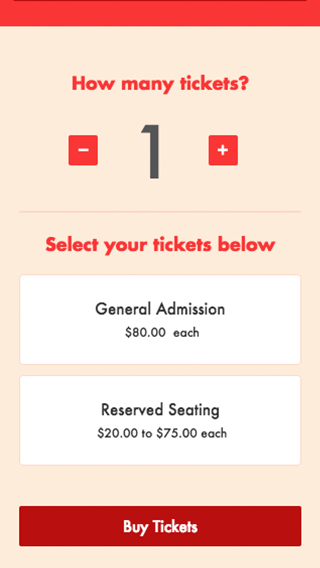 How many tickets?
− 1 +
Select your tickets below
General Admission
$80.00 each
Reserved Seating
$20.00 to $75.00 each
Buy Tickets